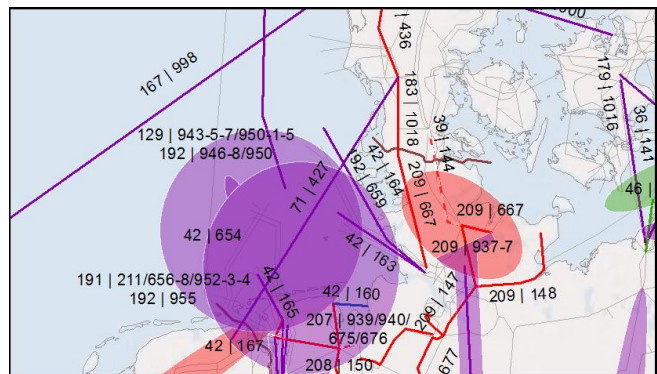 436
167 | 998
183 | 1018
179 | 1016
36 | 141
39 | 144
129 | 943-5-7/950-1-5
192 | 946-8/950
42 | 164
192 | 659
71 | 427
209 | 667
46 |
209 | 667
42 | 654
42 | 163
209 | 937-7
191 | 211/656-8/952-3-4
192 | 955
42 | 165
42 | 160
209 | 147
209 | 148
207 | 939/940/
675/676
42 | 167
208 | 150
677